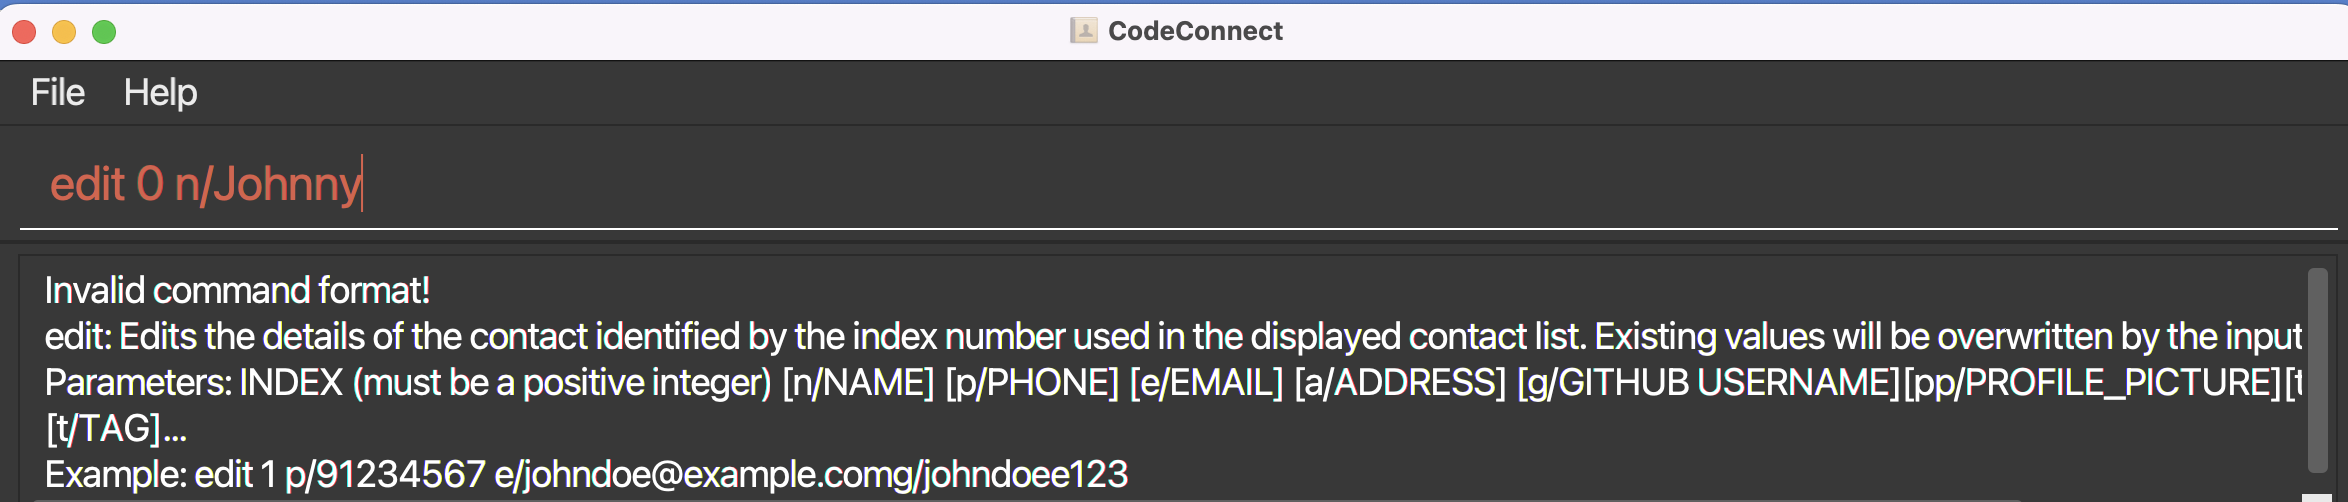 CodeConnect
File Help
edit 0 n/Johnny
Invalid command format!
edit: Edits the details of the contact identified by the index number used in the displayed contact list. Existing values will be overwritten by the input
Parameters: INDEX (must be a positive integer) [n/NAME] [p/PHONE] [e/EMAIL] [a/ADDRESS] [g/GITHUB USERNAME][pp/PROFILE_PICTURE][t
[t/TAG]...
Example: edit 1 p/91234567 e/johndoe@example.comg/johndoee123